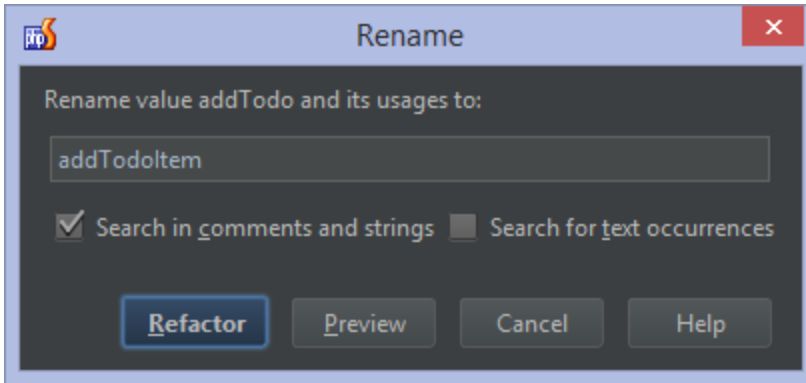 php
Rename
Rename value addTodo and its usages to:
addTodoItem
Search in comments and strings Search for text occurrences
Refactor Preview Cancel Help